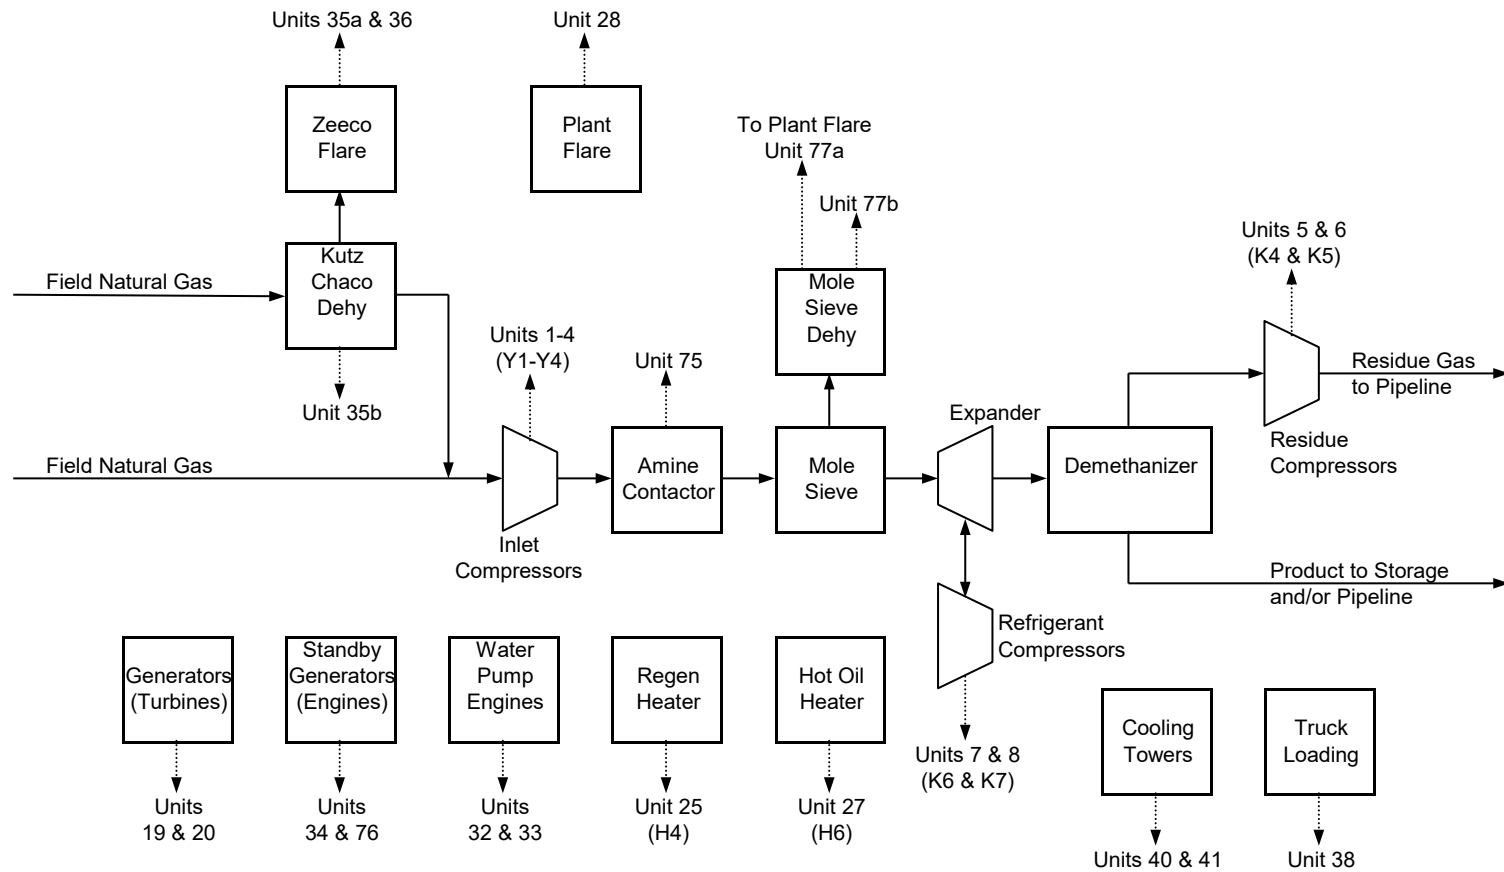 Units 35a & 36
Unit 28
Zeeco
Flare
Plant
Flare
To Plant Flare
Unit 77a
Unit 77b
Units 5 & 6
(K4 & K5)
Field Natural Gas
Kutz
Chaco
Dehy
Mole
Sieve
Dehy
Units 1-4
(Y1-Y4)
Unit 75
Residue Gas
to Pipeline
Unit 35b
Expander
Residue
Compressors
Field Natural Gas
Amine
Contactor
Mole
Sieve
Demethanizer
Inlet
Compressors
Product to Storage
and/or Pipeline
Refrigerant
Compressors
Generators
(Turbines)
Standby
Generators
(Engines)
Water
Pump
Engines
Regen
Heater
Hot Oil
Heater
Cooling
Towers
Truck
Loading
Units 7 & 8
(K6 & K7)
Units
19 & 20
Units
34 & 76
Units
32 & 33
Unit 25
(H4)
Unit 27
(H6)
Units 40 & 41
Unit 38